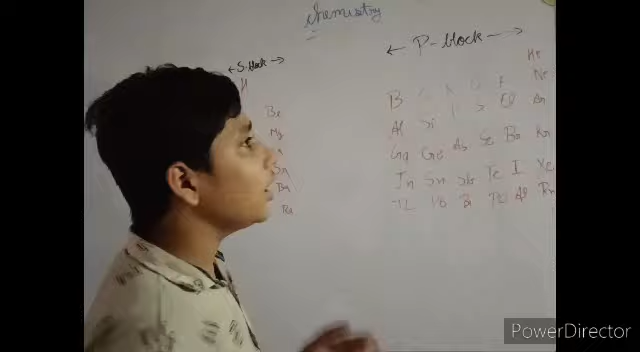 chemistry
S-block
P-block
H
He
B C N O F Ne
Be
Al Si P S Cl Ar
Mg
Ga Ge As Se Br Kr
In Sn Sb Te I Xe
Ba
TL Pb Bi Po At Rn
Ra
PowerDirector